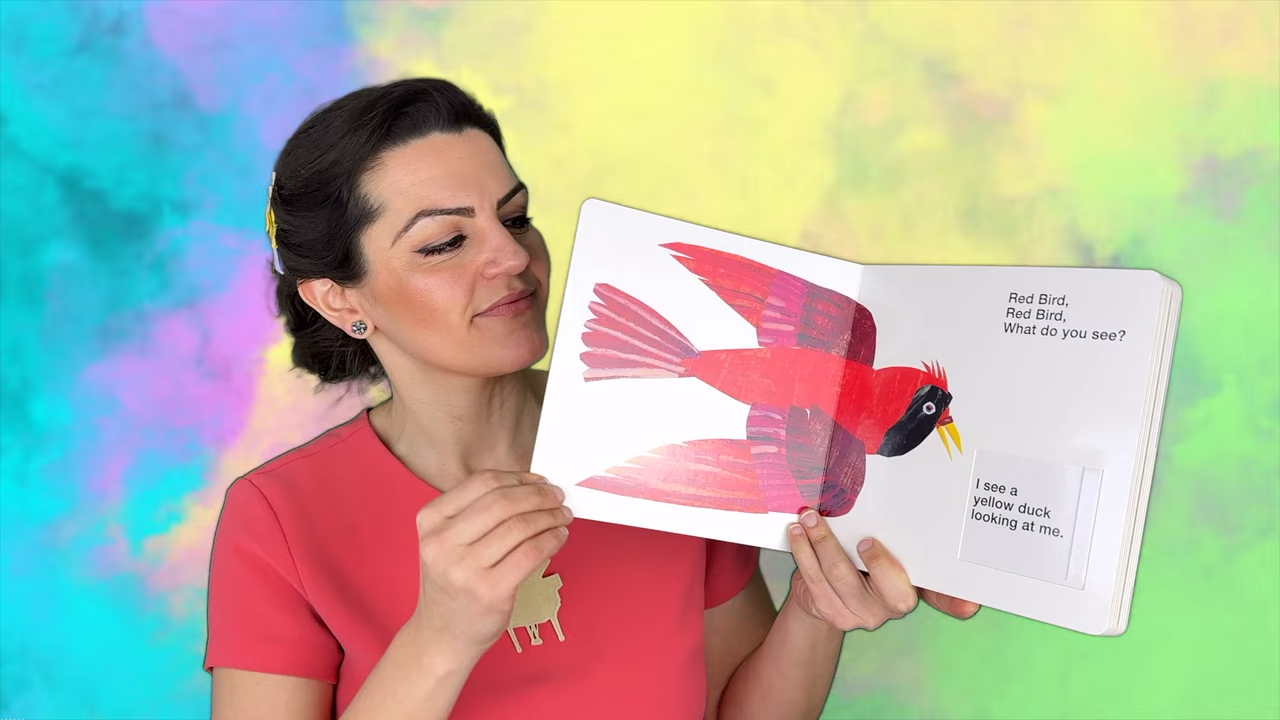 Red Bird,
Red Bird,
What do you see?
I see a
yellow duck
looking at me.